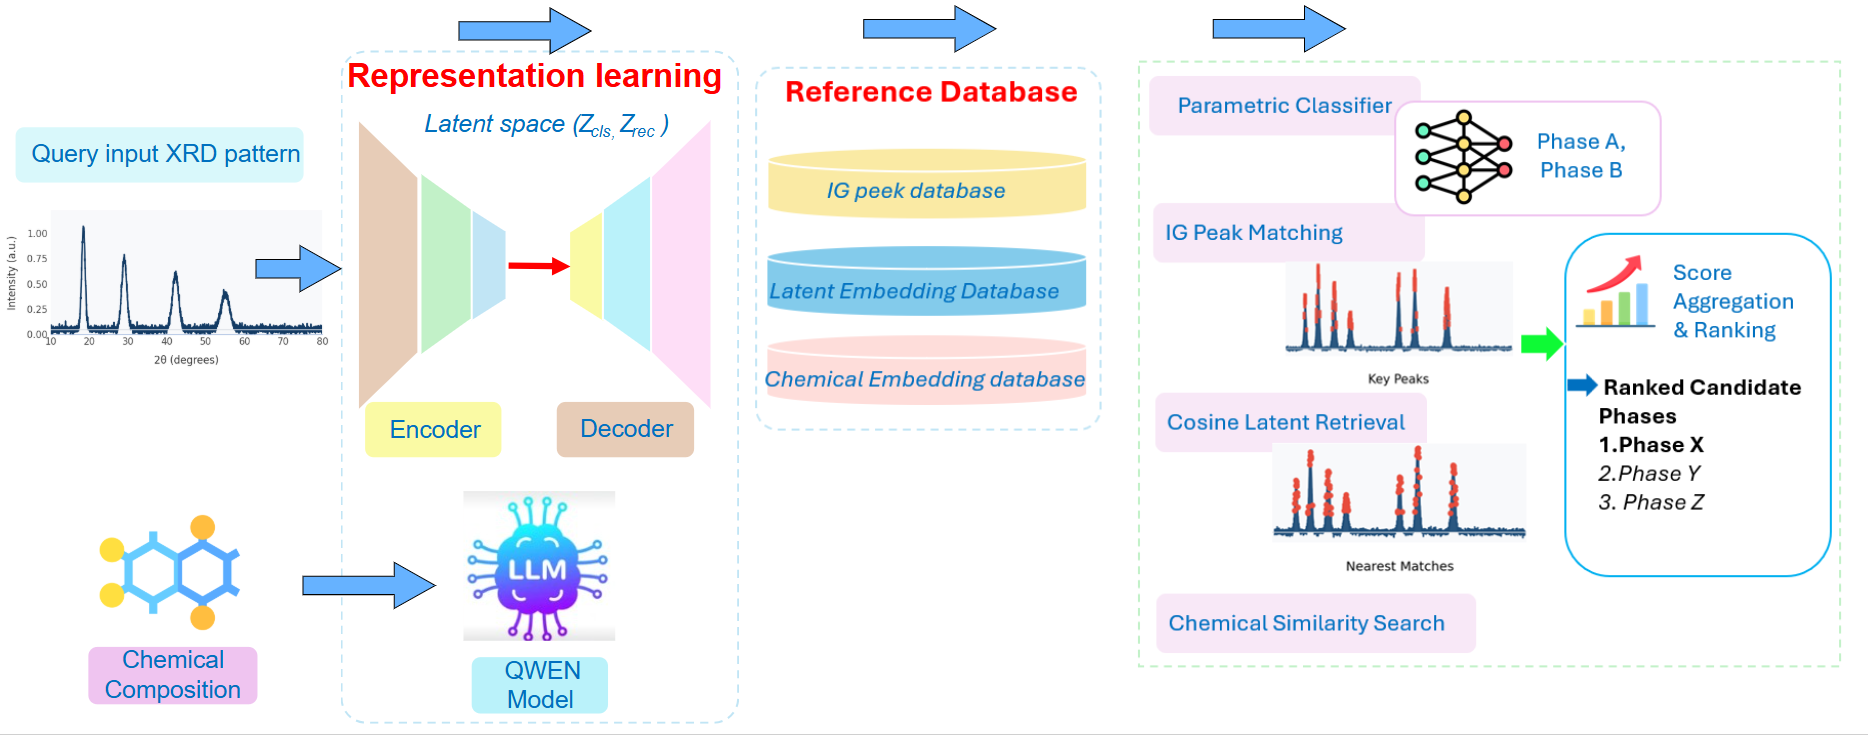 Query input XRD pattern
Intensity (a.u.)
1.00
0.75
0.50
0.25
0.00
10 20 30 40 50 60 70 80
2θ (degrees)
Chemical
Composition
Representation learning
Latent space (Zcls, Zrec )
Encoder
Decoder
LLM
QWEN
Model
Reference Database
IG peek database
Latent Embedding Database
Chemical Embedding database
Parametric Classifier
Phase A,
Phase B
IG Peak Matching
Key Peaks
Cosine Latent Retrieval
Nearest Matches
Chemical Similarity Search
Score
Aggregation
& Ranking
Ranked Candidate
Phases
1.Phase X
2.Phase Y
3. Phase Z